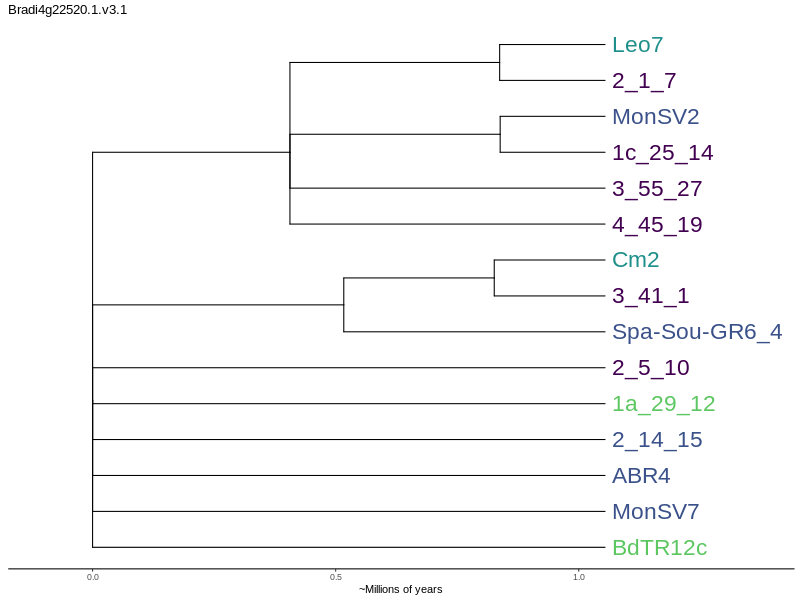 Bradi4g22520.1.v3.1
Leo7
2_1_7
MonSV2
1c_25_14
3_55_27
4_45_19
Cm2
3_41_1
Spa-Sou-GR6_4
2_5_10
1a_29_12
2_14_15
ABR4
MonSV7
BdTR12c
0.0 0.5 1.0
~Millions of years